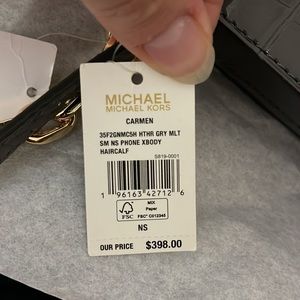 MICHAEL
MICHAEL KORS
CARMEN
35F2GNMC5H HTHR GRY MLT
SM NS PHONE XBODY
HAIRCALF
S819-0001
1 96163 42712 6
FSC
MIX
Paper
FSC® C012345
NS
OUR PRICE $398.00